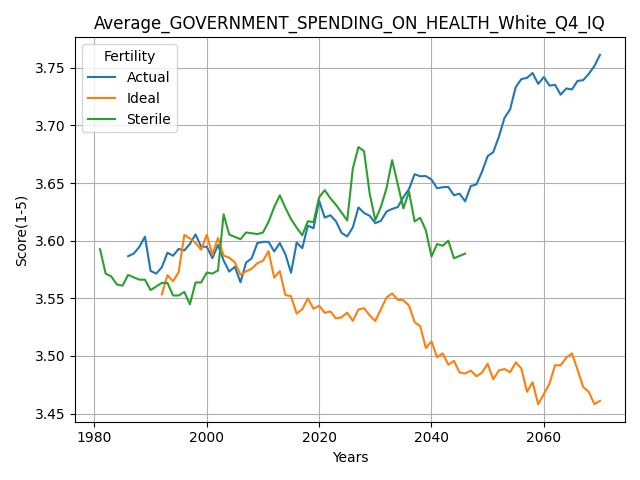 Average_GOVERNMENT_SPENDING_ON_HEALTH_White_Q4_IQ
Fertility
Actual
Ideal
Sterile
Score(1-5)
3.75
3.70
3.65
3.60
3.55
3.50
3.45
1980
2000
2020
2040
2060
Years